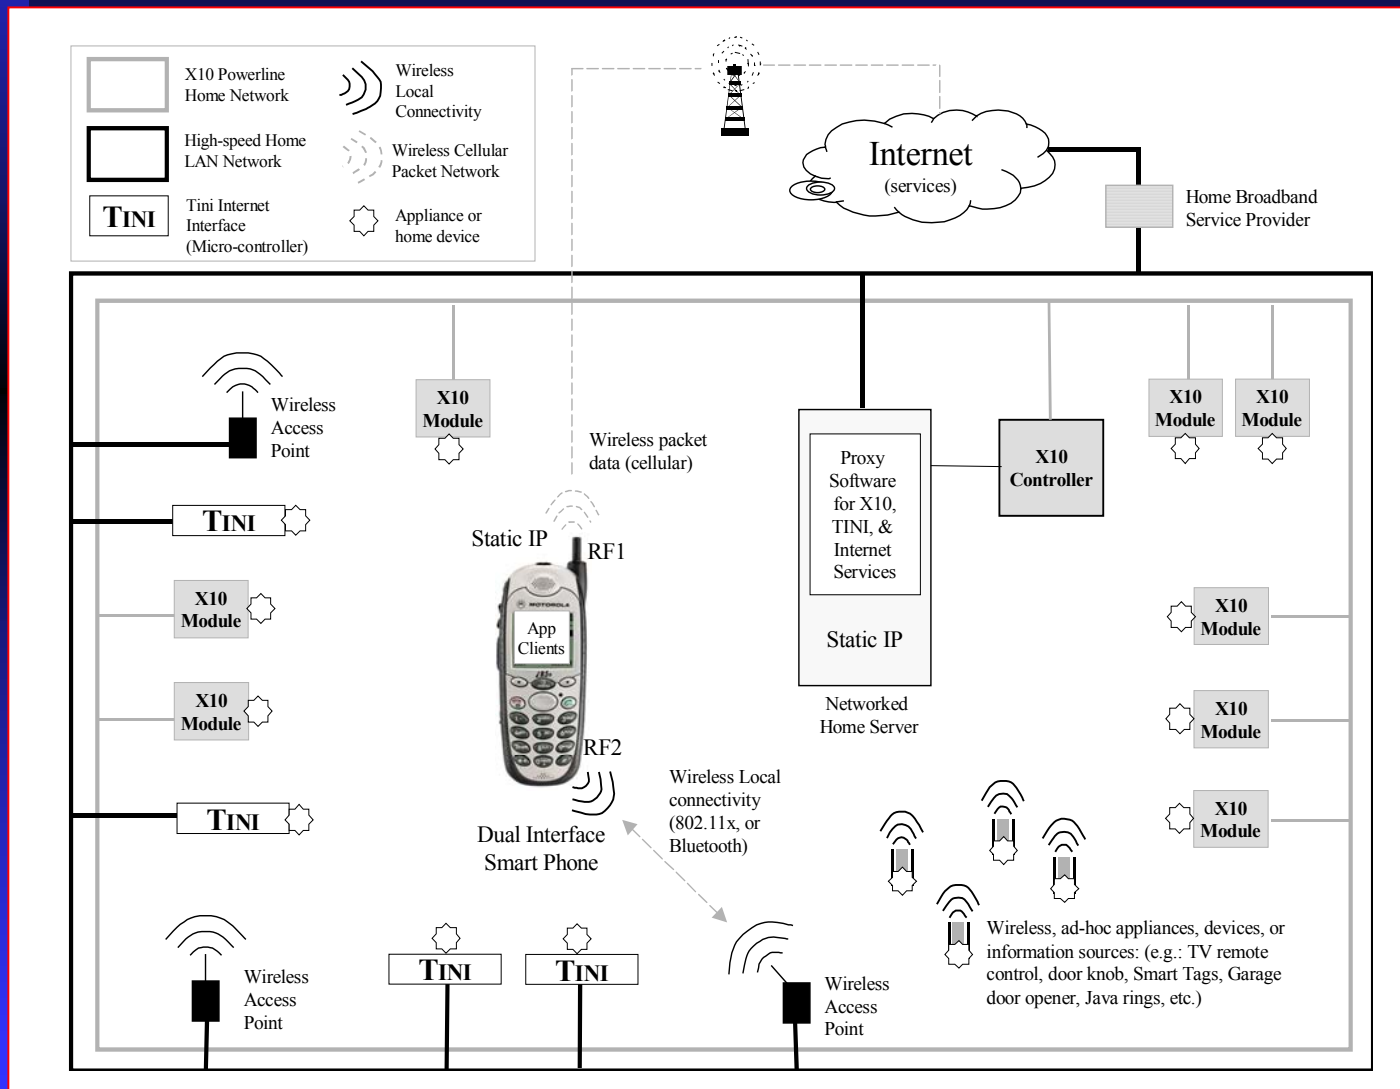 X10 Powerline
Home Network
High-speed Home
LAN Network
TINI
Tini Internet
Interface
(Micro-controller)
Wireless
Local
Connectivity
Wireless Cellular
Packet Network
Appliance or
home device
Internet
(services)
Home Broadband
Service Provider
Wireless
Access
Point
X10
Module
Wireless packet
data (cellular)
Proxy
Software
for X10,
TINI, &
Internet
Services
Static IP
Networked
Home Server
X10
Controller
X10
Module
X10
Module
TINI
Static IP
RF1
MOTOROLA
App
Clients
RF2
Dual Interface
Smart Phone
X10
Module
X10
Module
TINI
X10
Module
X10
Module
X10
Module
Wireless Local
connectivity
(802.11x, or
Bluetooth)
Wireless, ad-hoc appliances, devices, or
information sources: (e.g.: TV remote
control, door knob, Smart Tags, Garage
door opener, Java rings, etc.)
Wireless
Access
Point
TINI
TINI
Wireless
Access
Point